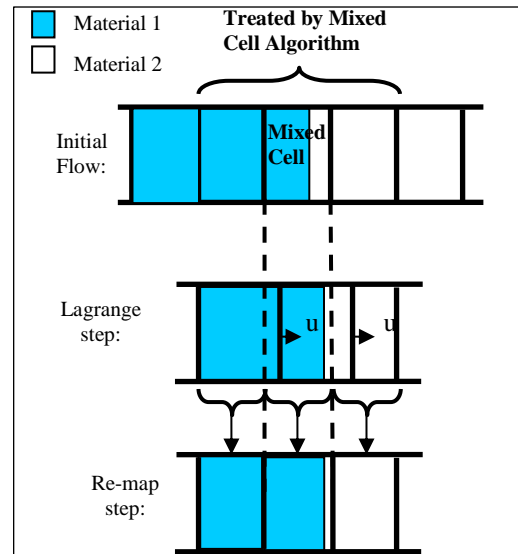 Material 1
Material 2
Treated by Mixed
Cell Algorithm
Initial
Flow:
Mixed
Cell
Lagrange
step:
u
u
Re-map
step: